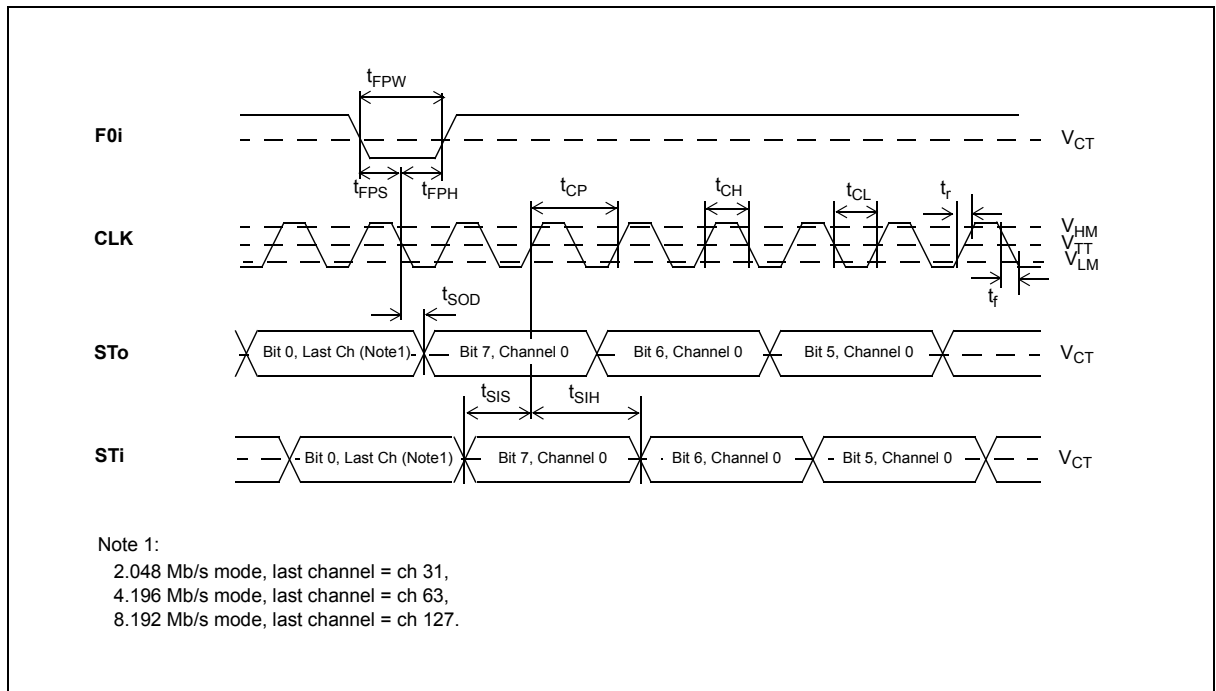 tFPW
F0i
VCT
tFPS
tFPH
tCP
tCH
tCL
tr
CLK
VHM
VTT
VLM
tSOD
tf
STo
Bit 0, Last Ch (Note1)
Bit 7, Channel 0
Bit 6, Channel 0
Bit 5, Channel 0
VCT
tSIS
tSIH
STi
Bit 0, Last Ch (Note1)
Bit 7, Channel 0
Bit 6, Channel 0
Bit 5, Channel 0
VCT
Note 1:
2.048 Mb/s mode, last channel = ch 31,
4.196 Mb/s mode, last channel = ch 63,
8.192 Mb/s mode, last channel = ch 127.